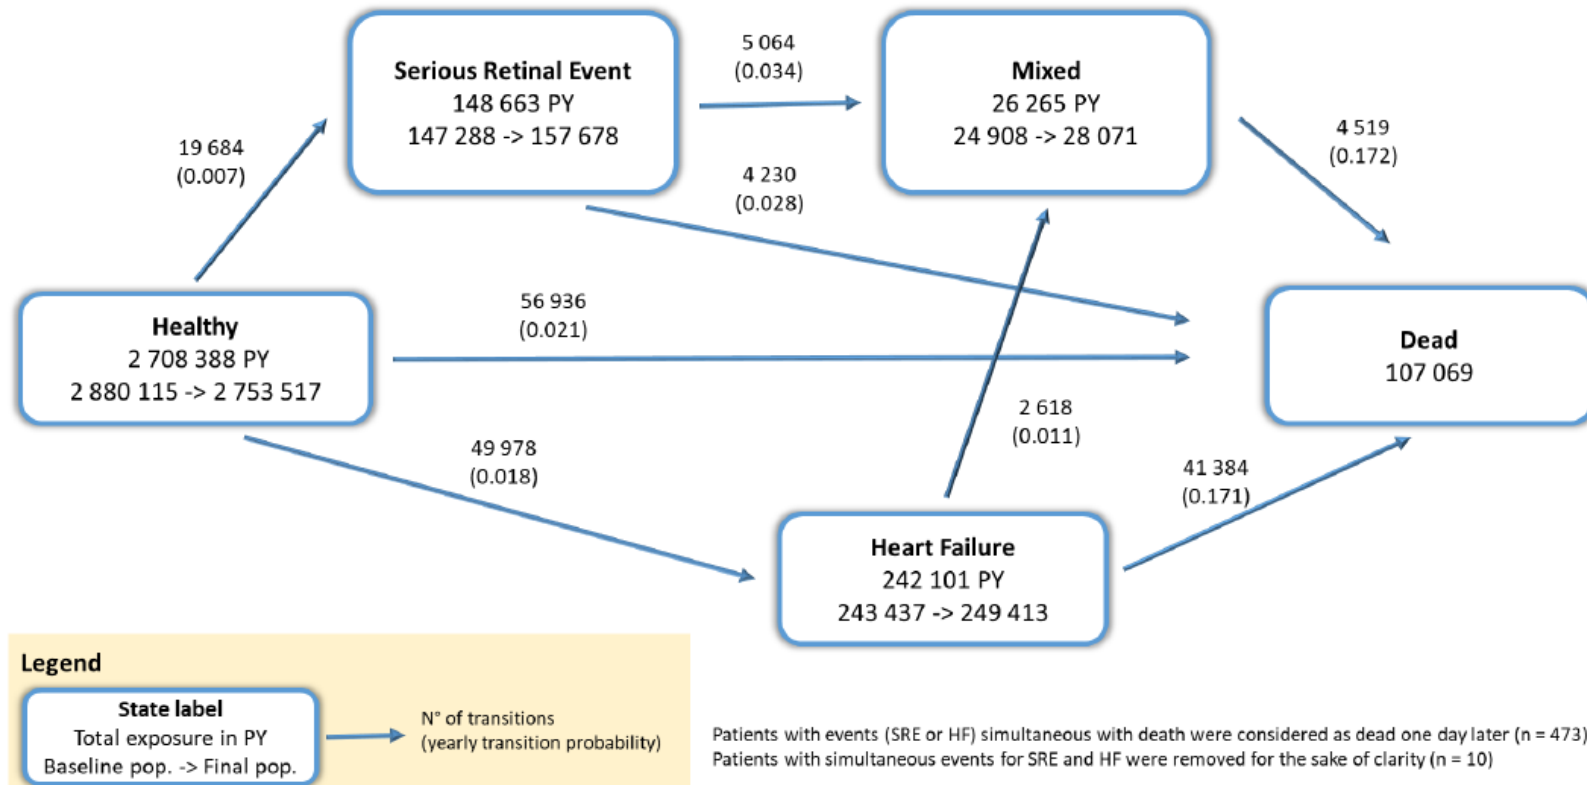 Serious Retinal Event
148 663 PY
147 288 -> 157 678
5 064
(0.034)
Mixed
26 265 PY
24 908 -> 28 071
19 684
(0.007)
4 519
(0.172)
4 230
(0.028)
Healthy
2 708 388 PY
2 880 115 -> 2 753 517
56 936
(0.021)
Dead
107 069
2 618
(0.011)
49 978
(0.018)
41 384
(0.171)
Heart Failure
242 101 PY
243 437 -> 249 413
Legend
State label
Total exposure in PY
Baseline pop. -> Final pop.
N° of transitions
(yearly transition probability)
Patients with events (SRE or HF) simultaneous with death were considered as dead one day later (n = 473)
Patients with simultaneous events for SRE and HF were removed for the sake of clarity (n = 10)